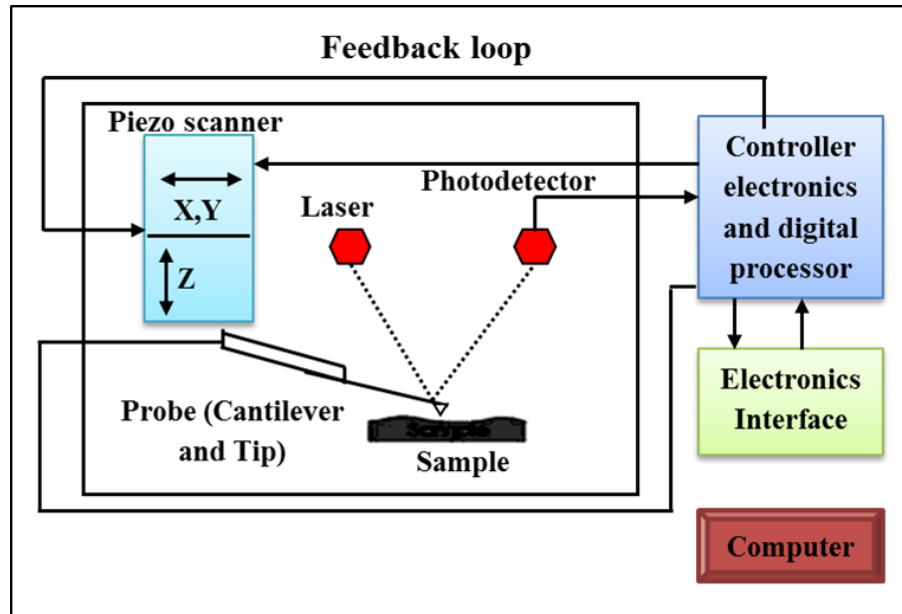 Feedback loop
Piezo scanner
X,Y
Z
Laser
Photodetector
Probe (Cantilever
and Tip)
Sample
Sample
Controller
electronics
and digital
processor
Electronics
Interface
Computer